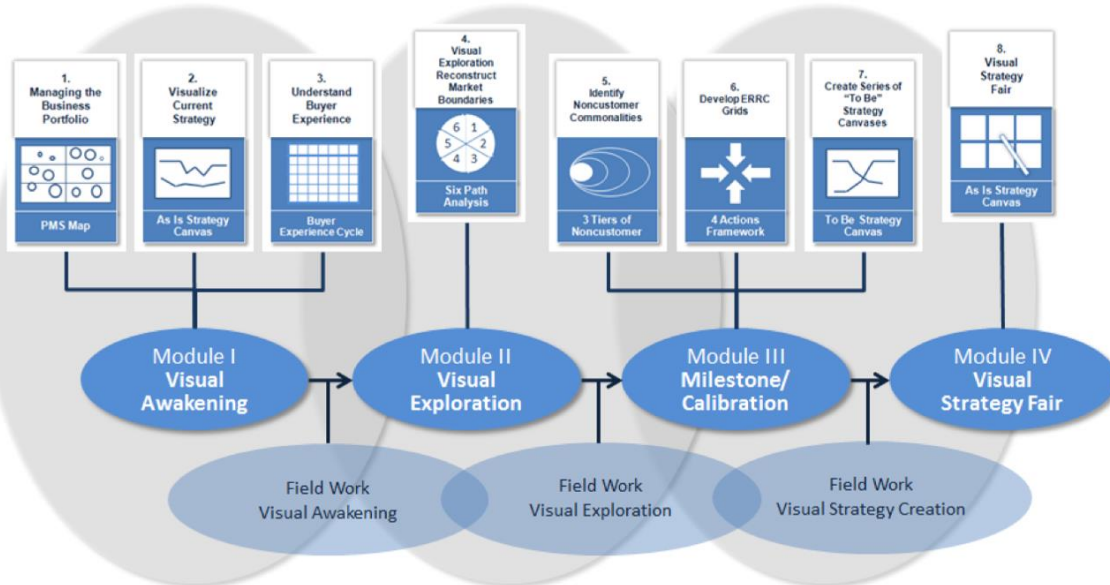 1.
Managing the
Business
Portfolio
PMS Map
2.
Visualize
Current
Strategy
As Is Strategy
Canvas
3.
Understand
Buyer
Experience
Buyer
Experience Cycle
4.
Visual
Exploration
Reconstruct
Market
Boundaries
6 1
5 2
4 3
Six Path
Analysis
5.
Identify
Noncustomer
Commonalities
3 Tiers of
Noncustomer
6.
Develop ERRC
Grids
4 Actions
Framework
7.
Create Series of
“To Be”
Strategy
Canvases
To Be Strategy
Canvas
8.
Visual
Strategy
Fair
As Is Strategy
Canvas
Module I
Visual
Awakening
Module II
Visual
Exploration
Module III
Milestone/
Calibration
Module IV
Visual
Strategy Fair
Field Work
Visual Awakening
Field Work
Visual Exploration
Field Work
Visual Strategy Creation